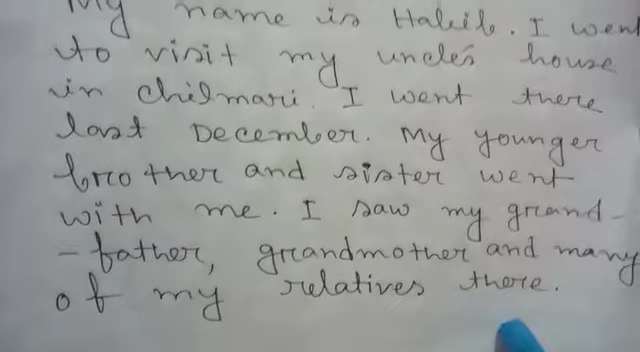 My name is Habib. I went
to visit my uncles house
in Chilmari. I went there
last December. My younger
brother and sister went
with me. I saw my grand-
-father, grandmother and many
of my relatives there.